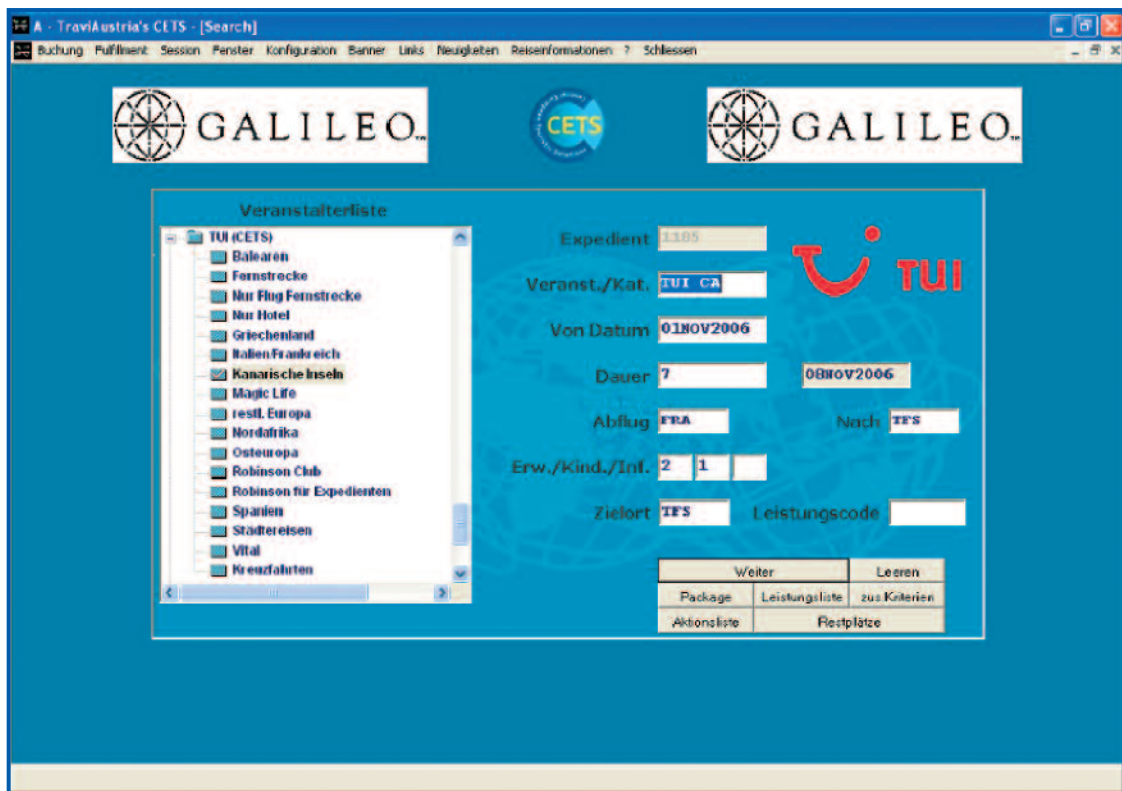 A - TraviAustria's CETS - [Search]
Buchung Fulfillment Session Fenster Konfiguration Banner Links Neuigkeiten Reiseinformationen ? Schliessen
GALILEO™ CETS GALILEO™
Veranstalterliste
TUI (CETS)
Balearen
Fernstrecke
Nur Flug Fernstrecke
Nur Hotel
Griechenland
Italien/Frankreich
Kanarische Inseln
Magic Life
restl. Europa
Nordafrika
Osteuropa
Robinson Club
Robinson für Expedienten
Spanien
Städtereisen
Vital
Kreuzfahrten
Expedient 1185
TUI
Veranst./Kat. TUI CA
Von Datum 01NOV2006
Dauer 7 08NOV2006
Abflug FRA Nach TFS
Erw./Kind./Inf. 2 1
Zielort TFS Leistungscode
Weiter Leeren
Package Leistungsliste zus.Kriterien
Aktionsliste Restplätze